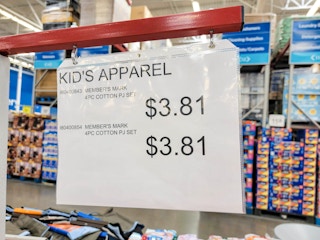 KID'S APPAREL
MEMBER'S MARK
4PC COTTON PJ SET
$3.81
MEMBER'S MARK
4PC COTTON PJ SET
$3.81